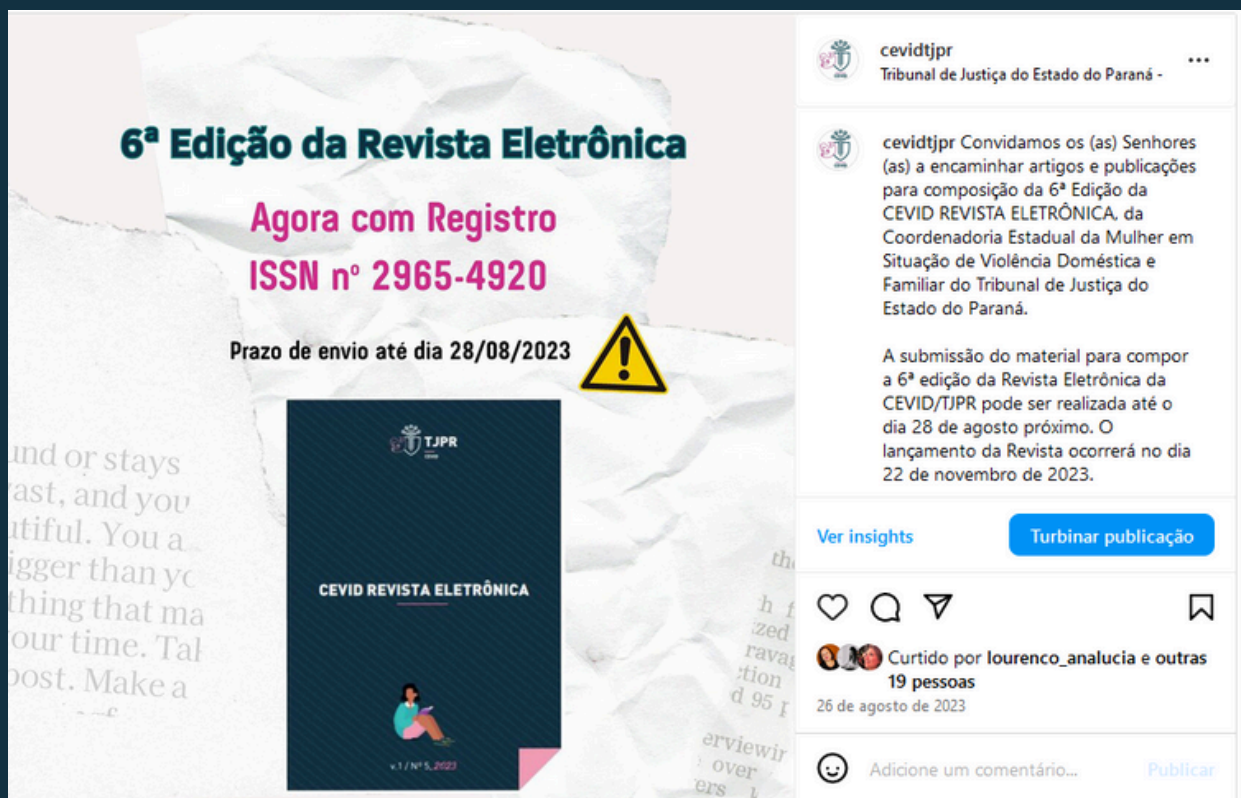 6ª Edição da Revista Eletrônica
Agora com Registro
ISSN nº 2965-4920
Prazo de envio até dia 28/08/2023
TJPR
CEVID
CEVID REVISTA ELETRÔNICA
v.1 / Nº 5, 2023
und or stays
vast, and you
utiful. You a
igger than yo
thing that ma
our time. Tal
post. Make a
erviewin
over
cevidtjpr
Tribunal de Justiça do Estado do Paraná -
cevidtjpr Convidamos os (as) Senhores
(as) a encaminhar artigos e publicações
para composição da 6ª Edição da
CEVID REVISTA ELETRÔNICA, da
Coordenadoria Estadual da Mulher em
Situação de Violência Doméstica e
Familiar do Tribunal de Justiça do
Estado do Paraná.
A submissão do material para compor
a 6ª edição da Revista Eletrônica da
CEVID/TJPR pode ser realizada até o
dia 28 de agosto próximo. O
lançamento da Revista ocorrerá no dia
22 de novembro de 2023.
Ver insights
Turbinar publicação
Curtido por lourenco_analucia e outras
19 pessoas
26 de agosto de 2023
Adicione um comentário...
Publicar